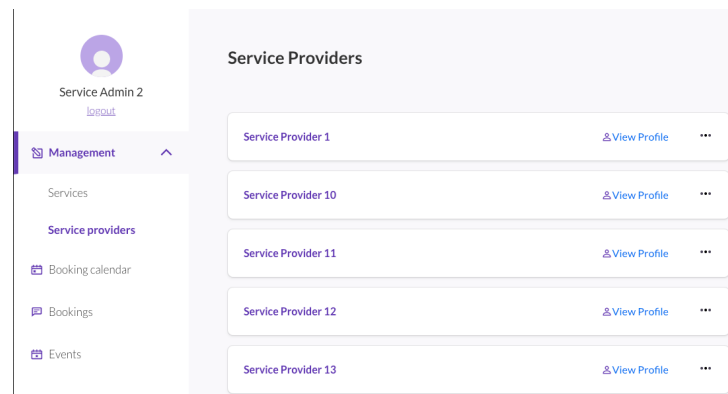 Service Admin 2
logout
Management
Services
Service providers
Booking calendar
Bookings
Events
Service Providers
Service Provider 1 View Profile
Service Provider 10 View Profile
Service Provider 11 View Profile
Service Provider 12 View Profile
Service Provider 13 View Profile